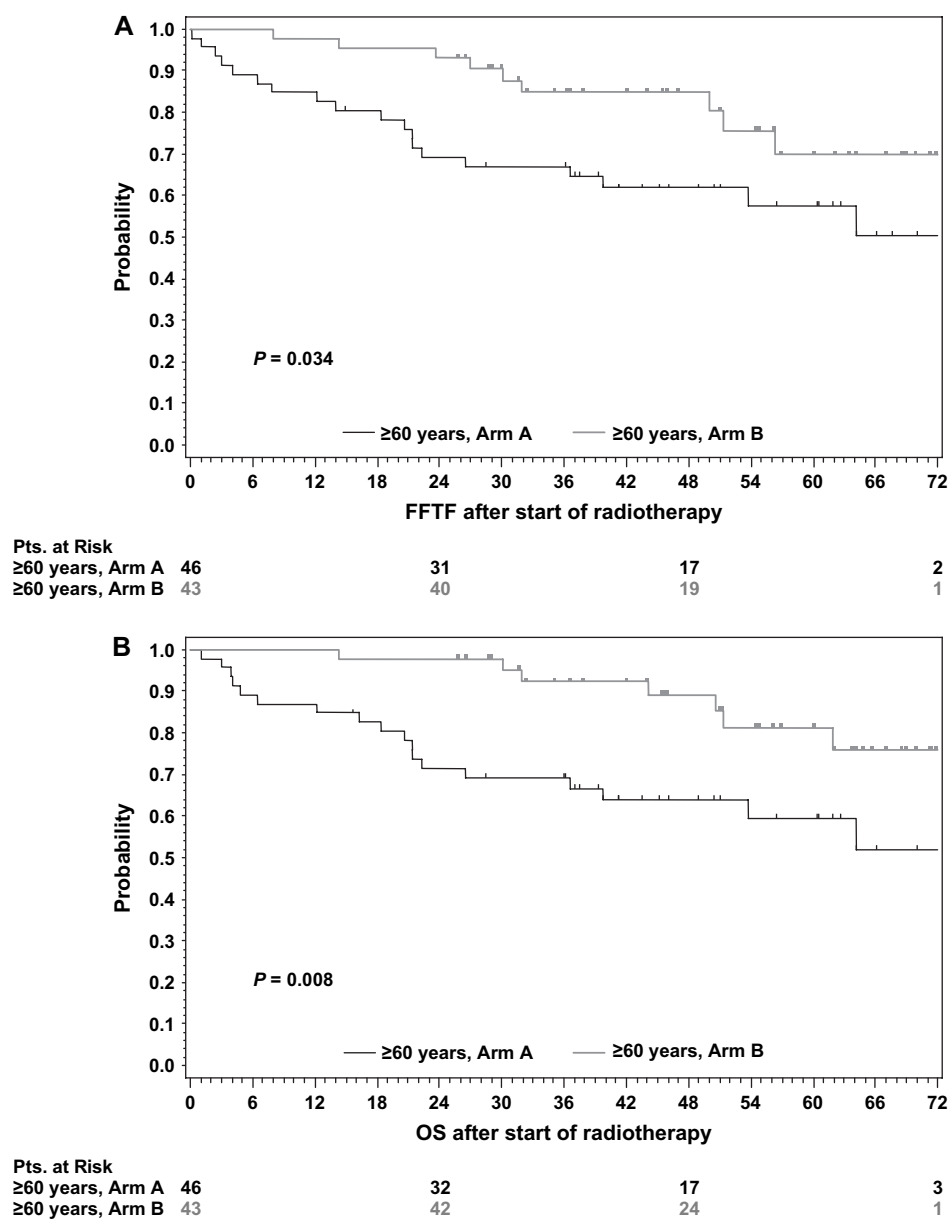 A
1.0
0.9
0.8
0.7
0.6
0.5
0.4
0.3
0.2
0.1
0.0
Probability
P = 0.034
≥60 years, Arm A ≥60 years, Arm B
0 6 12 18 24 30 36 42 48 54 60 66 72
FFTF after start of radiotherapy
Pts. at Risk
≥60 years, Arm A 46 31 17 2
≥60 years, Arm B 43 40 19 1
B
1.0
0.9
0.8
0.7
0.6
0.5
0.4
0.3
0.2
0.1
0.0
Probability
P = 0.008
≥60 years, Arm A ≥60 years, Arm B
0 6 12 18 24 30 36 42 48 54 60 66 72
OS after start of radiotherapy
Pts. at Risk
≥60 years, Arm A 46 32 17 3
≥60 years, Arm B 43 42 24 1